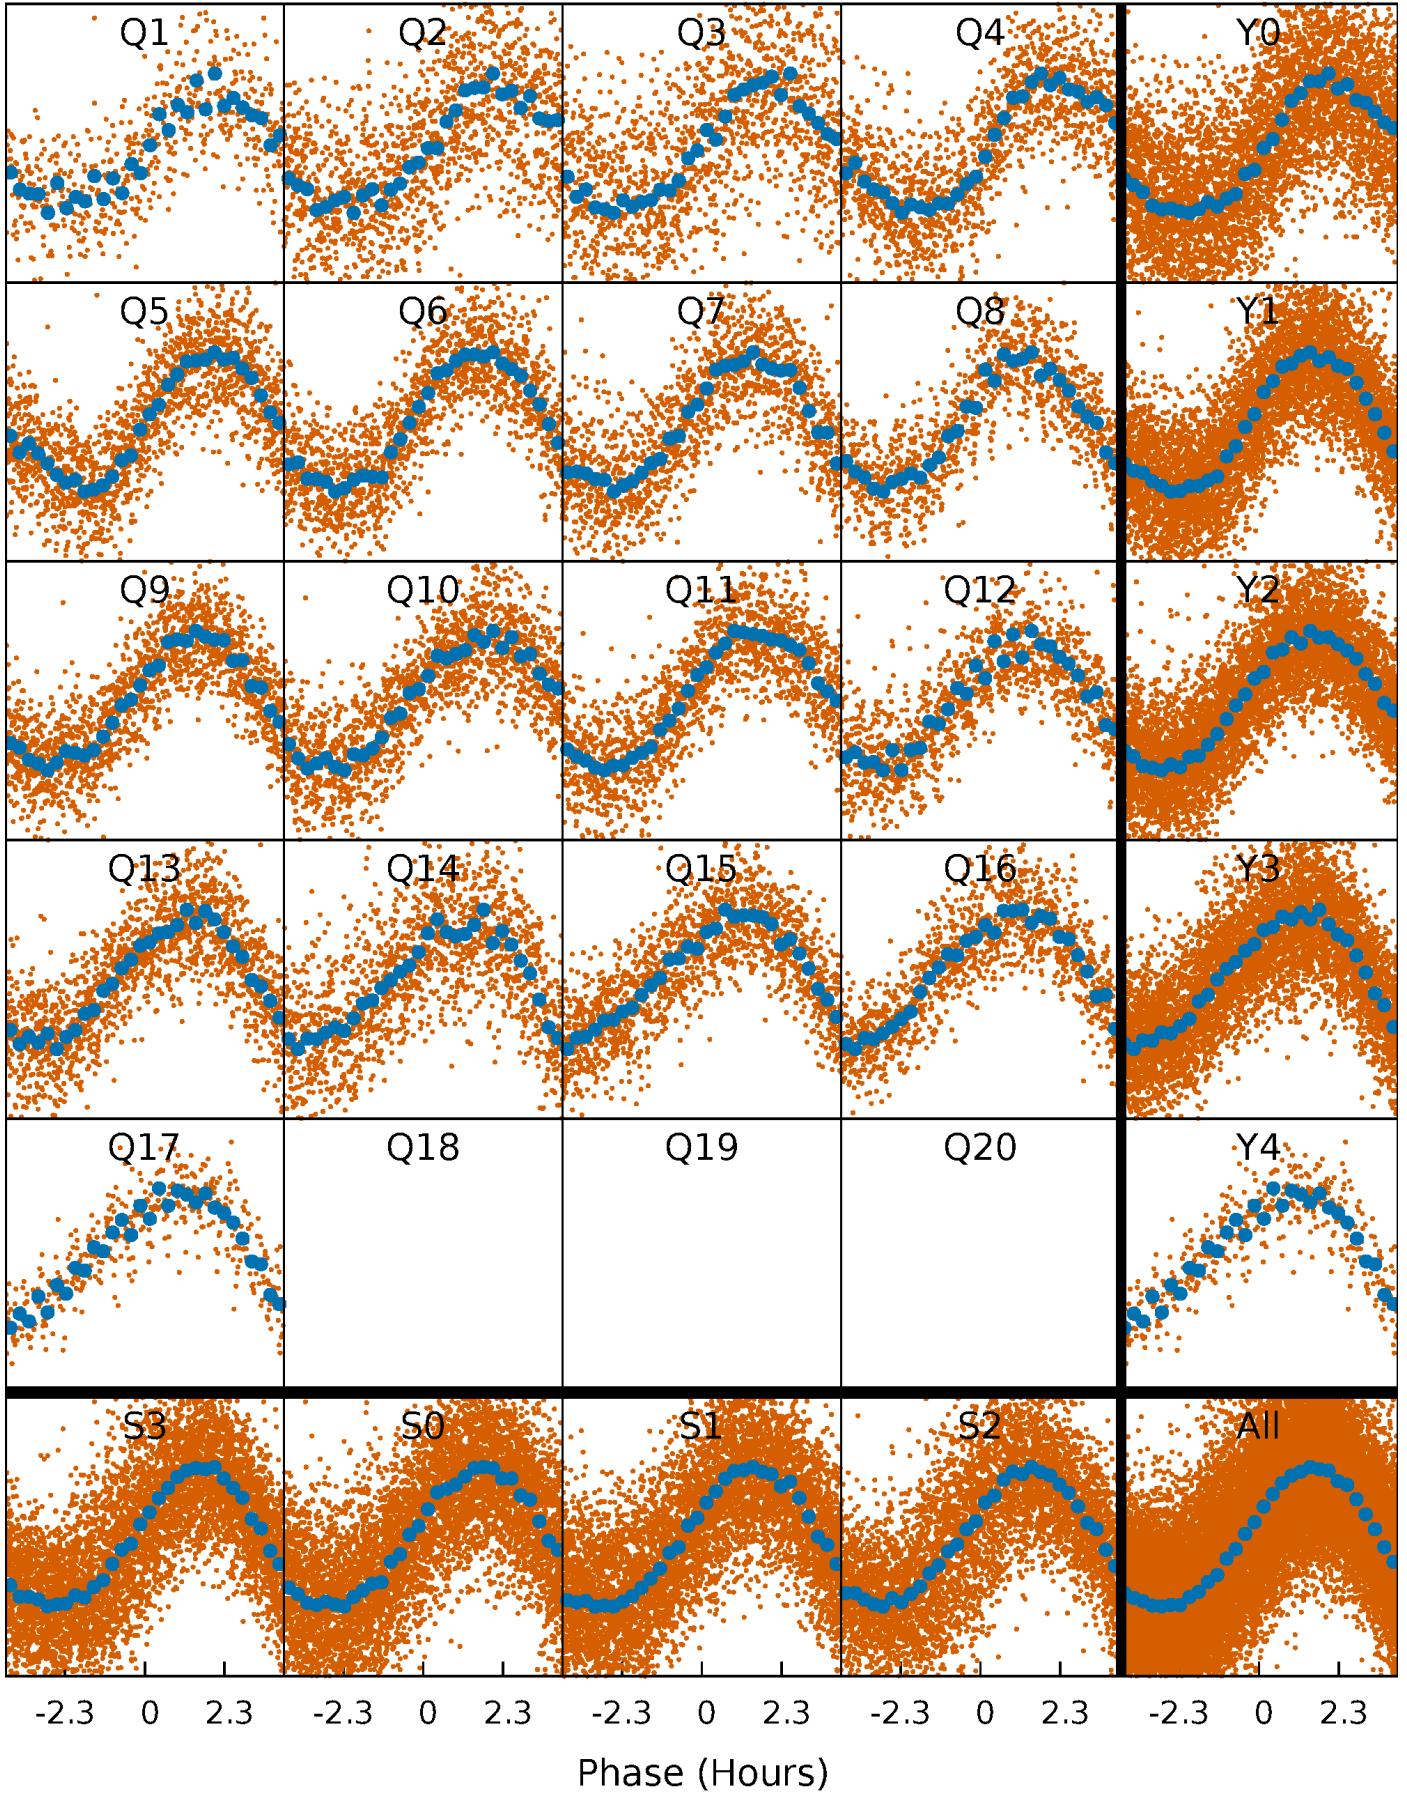 Q1 Q2 Q3 Q4 Y0
Q5 Q6 Q7 Q8 Y1
Q9 Q10 Q11 Q12 Y2
Q13 Q14 Q15 Q16 Y3
Q17 Q18 Q19 Q20 Y4
S3 S0 S1 S2 All
-2.3 0 2.3 -2.3 0 2.3 -2.3 0 2.3 -2.3 0 2.3 -2.3 0 2.3
Phase (Hours)